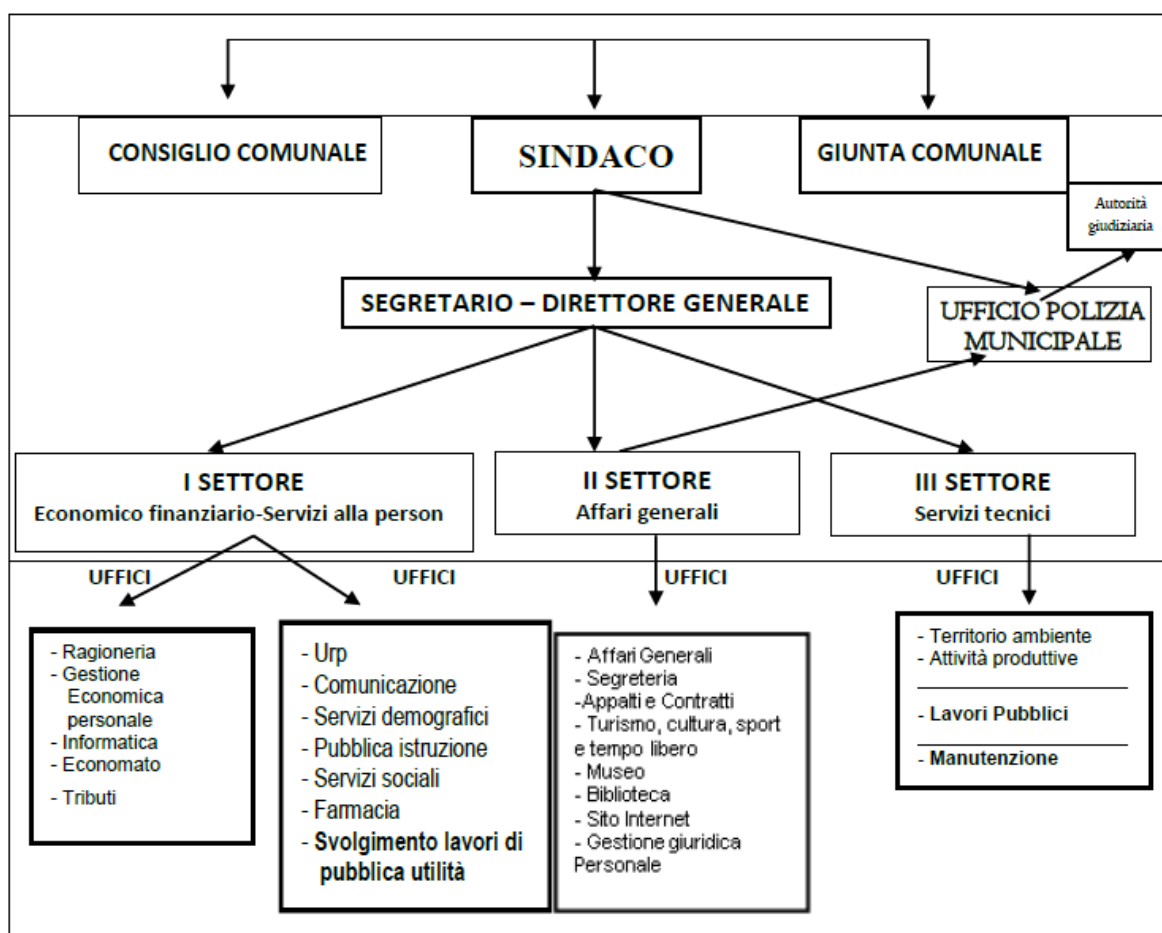 CONSIGLIO COMUNALE
SINDACO
GIUNTA COMUNALE
Autorità
giudiziaria
SEGRETARIO – DIRETTORE GENERALE
UFFICIO POLIZIA
MUNICIPALE
I SETTORE
Economico finanziario-Servizi alla person
II SETTORE
Affari generali
III SETTORE
Servizi tecnici
UFFICI
UFFICI
UFFICI
UFFICI
- Ragioneria
- Gestione
Economica
personale
- Informatica
- Economato
- Tributi
- Urp
- Comunicazione
- Servizi demografici
- Pubblica istruzione
- Servizi sociali
- Farmacia
- Svolgimento lavori di
pubblica utilità
- Affari Generali
- Segreteria
-Appalti e Contratti
- Turismo, cultura, sport
e tempo libero
- Museo
- Biblioteca
- Sito Internet
- Gestione giuridica
Personale
- Territorio ambiente
- Attività produttive
- Lavori Pubblici
- Manutenzione